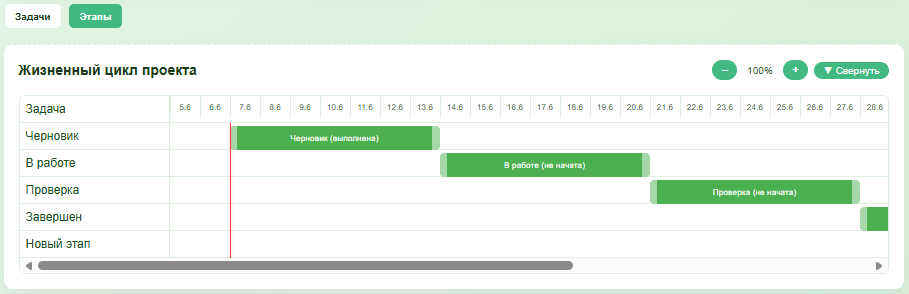 Задачи Этапы
Жизненный цикл проекта − 100% + ▼ Свернуть
Задача 5.6 6.6 7.6 8.6 9.6 10.6 11.6 12.6 13.6 14.6 15.6 16.6 17.6 18.6 19.6 20.6 21.6 22.6 23.6 24.6 25.6 26.6 27.6 28.6
Черновик Черновик (выполнена)
В работе В работе (не начата)
Проверка Проверка (не начата)
Завершен
Новый этап